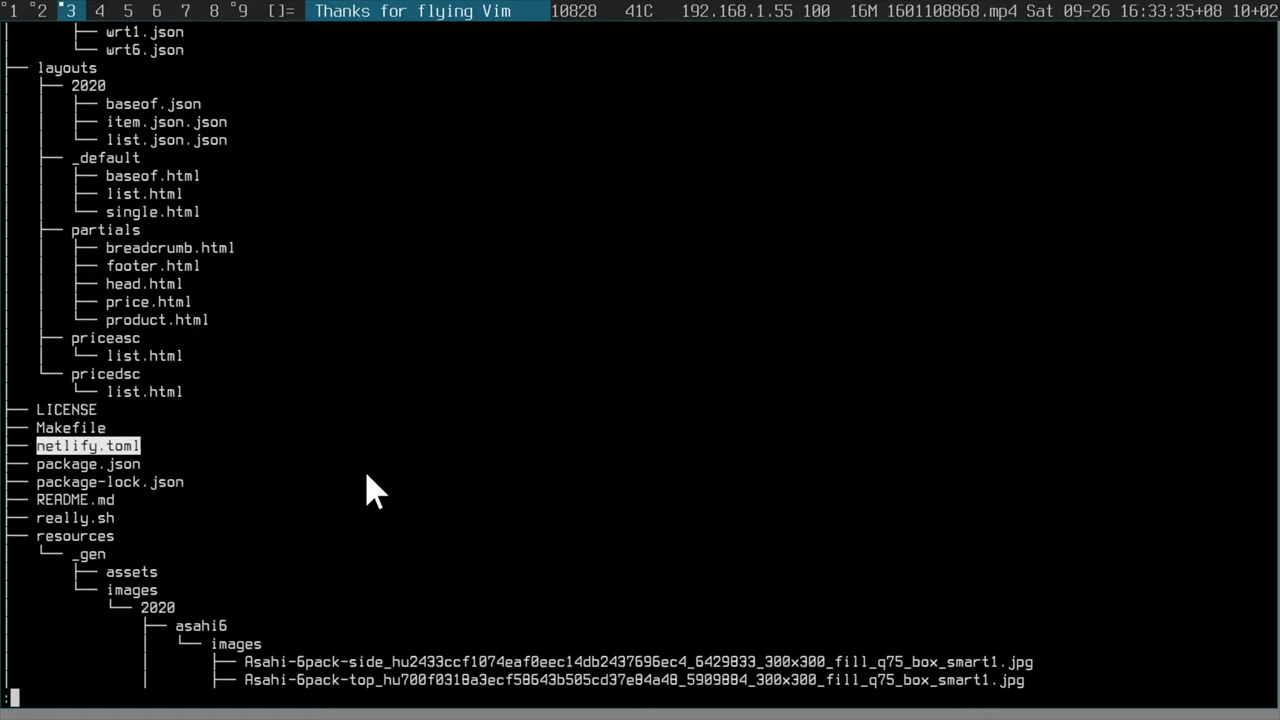 1 2 3 4 5 6 7 8 9 []= Thanks for flying Vim 10828 41C 192.168.1.55 100 16M 1601108868.mp4 Sat 09-26 16:33:35+08 10+02
│   │       ├── wrt1.json
│   │       └── wrt6.json
├── layouts
│   ├── 2020
│   │   ├── baseof.json
│   │   ├── item.json.json
│   │   └── list.json.json
│   ├── _default
│   │   ├── baseof.html
│   │   ├── list.html
│   │   └── single.html
│   ├── partials
│   │   ├── breadcrumb.html
│   │   ├── footer.html
│   │   ├── head.html
│   │   ├── price.html
│   │   └── product.html
│   ├── priceasc
│   │   └── list.html
│   └── pricedsc
│       └── list.html
├── LICENSE
├── Makefile
├── netlify.toml
├── package.json
├── package-lock.json
├── README.md
├── really.sh
├── resources
│   └── _gen
│       ├── assets
│       └── images
│           └── 2020
│               ├── asahi6
│               │   └── images
│               │       ├── Asahi-6pack-side_hu2433ccf1074eaf0eec14db2437696ec4_6429833_300x300_fill_q75_box_smart1.jpg
│               │       ├── Asahi-6pack-top_hu700f0318a3ecf58643b505cd37e84a48_5909884_300x300_fill_q75_box_smart1.jpg
: